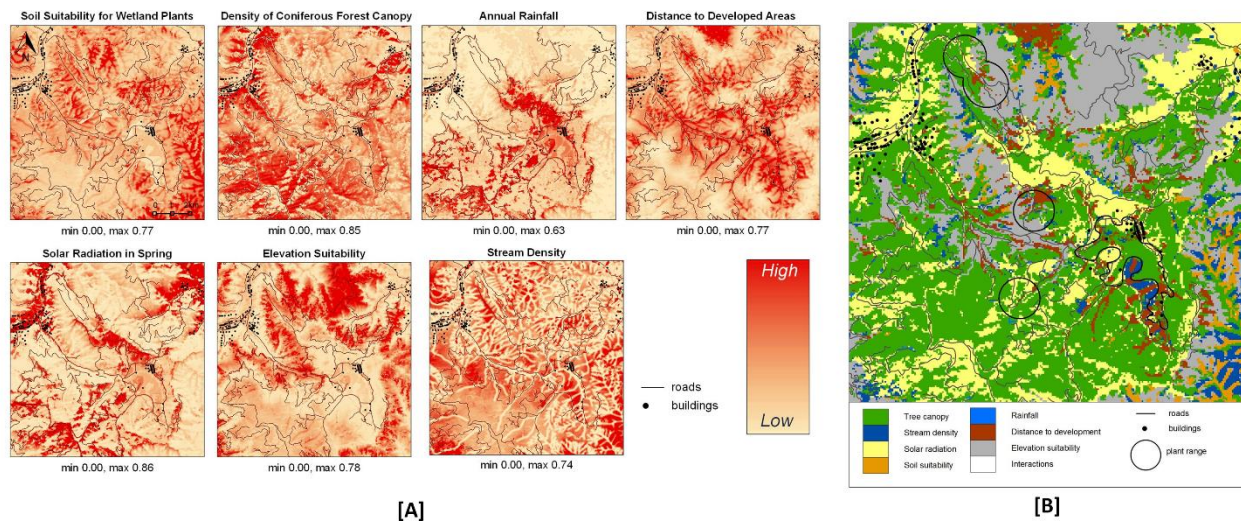 Soil Suitability for Wetland Plants
Density of Coniferous Forest Canopy
Annual Rainfall
Distance to Developed Areas
N
min 0.00, max 0.77
min 0.00, max 0.85
min 0.00, max 0.63
min 0.00, max 0.77
Solar Radiation in Spring
Elevation Suitability
Stream Density
High
Low
roads
buildings
min 0.00, max 0.86
min 0.00, max 0.78
min 0.00, max 0.74
[A]
Tree canopy
Stream density
Solar radiation
Soil suitability
Rainfall
Distance to development
Elevation suitability
Interactions
roads
buildings
plant range
[B]